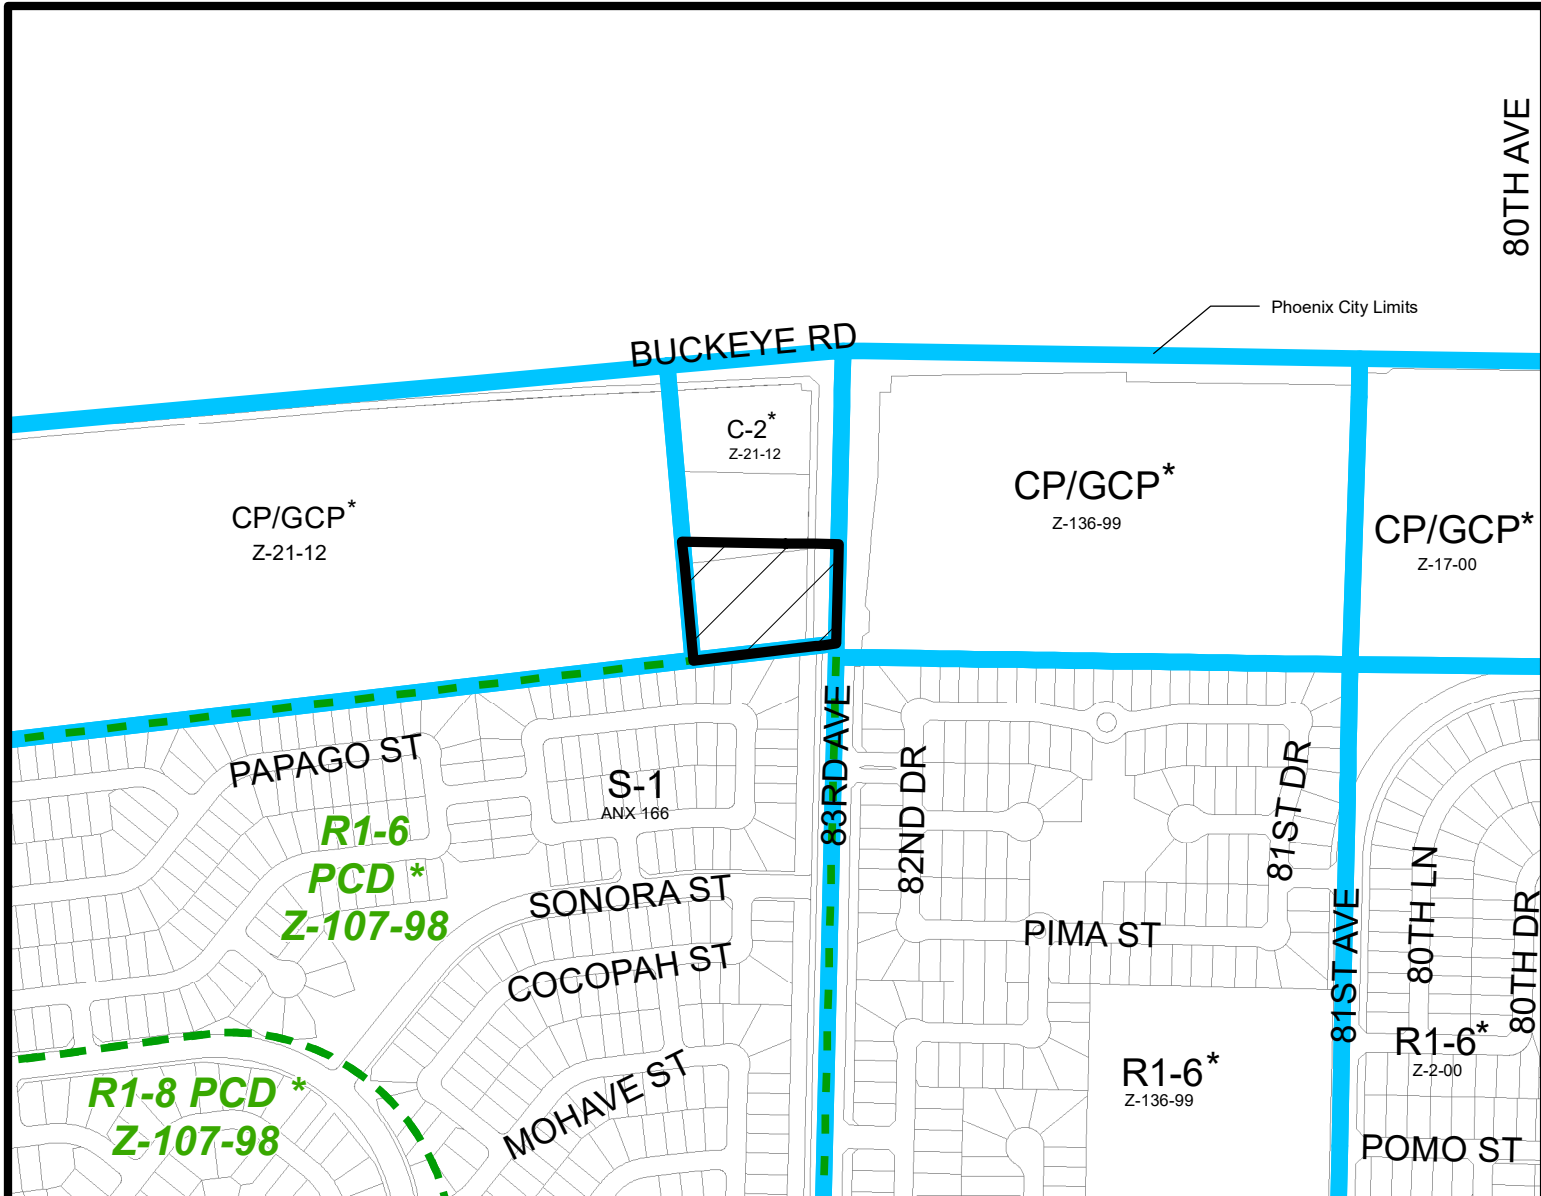 80TH AVE
Phoenix City Limits
BUCKEYE RD
C-2*
Z-21-12
CP/GCP*
Z-21-12
CP/GCP*
Z-136-99
CP/GCP*
Z-17-00
PAPAGO ST
S-1
ANX 166
83RD AVE
82ND DR
81ST DR
R1-6
PCD *
Z-107-98
SONORA ST
COCOPAH ST
PIMA ST
81ST AVE
80TH LN
80TH DR
R1-6*
Z-2-00
R1-6*
Z-136-99
R1-8 PCD *
Z-107-98
MOHAVE ST
POMO ST